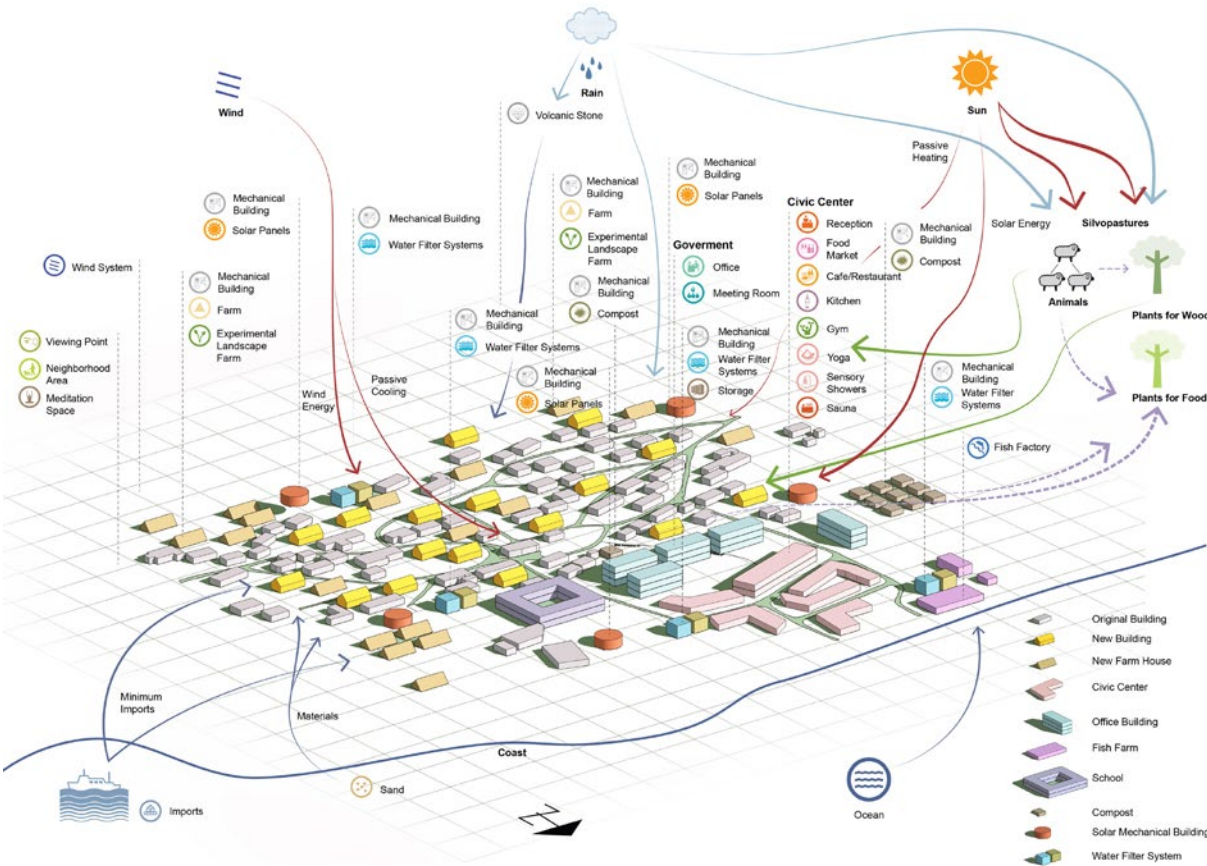 Wind
Rain
Sun
Volcanic Stone
Passive
Heating
Mechanical
Building
Solar Panels
Mechanical Building
Water Filter Systems
Mechanical
Building
Farm
Experimental
Landscape
Farm
Mechanical
Building
Solar Panels
Civic Center
Reception
Food
Market
Cafe/Restaurant
Kitchen
Gym
Yoga
Sensory
Showers
Sauna
Mechanical
Building
Compost
Solar Energy
Silvopastures
Animals
Plants for Wood
Plants for Food
Goverment
Office
Meeting Room
Mechanical
Building
Water Filter
Systems
Storage
Wind System
Mechanical
Building
Farm
Experimental
Landscape
Farm
Viewing Point
Neighborhood
Area
Meditation
Space
Wind
Energy
Passive
Cooling
Mechanical
Building
Water Filter Systems
Mechanical
Building
Compost
Mechanical
Building
Solar Panels
Mechanical
Building
Water Filter
Systems
Fish Factory
Minimum
Imports
Materials
Coast
Sand
Imports
Ocean
Original Building
New Building
New Farm House
Civic Center
Office Building
Fish Farm
School
Compost
Solar Mechanical Building
Water Filter System